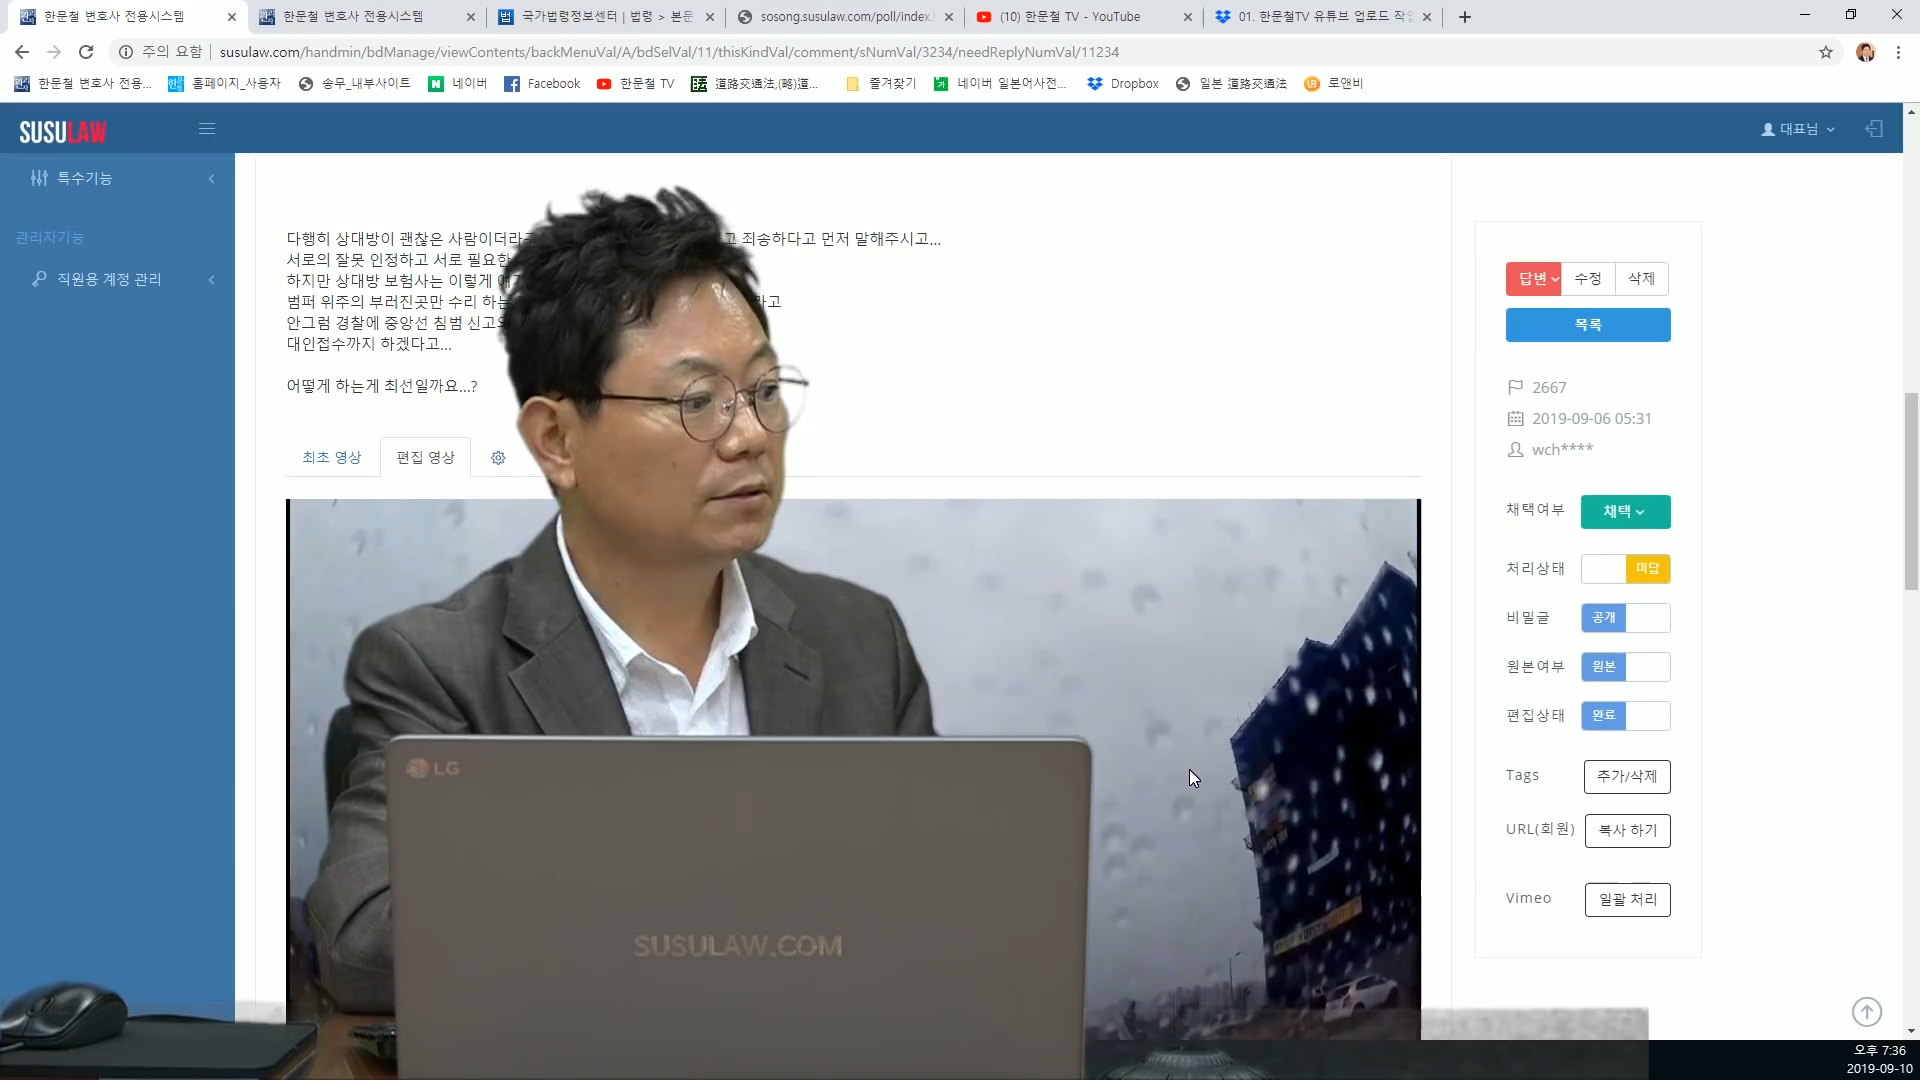 한문철 변호사 전용시스템
한문철 변호사 전용시스템
국가법령정보센터 | 법령 > 본문
sosong.susulaw.com/poll/index.
(10) 한문철 TV - YouTube
01. 한문철TV 유튜브 업로드 작
주의 요함
susulaw.com/handmin/bdManage/viewContents/backMenuVal/A/bdSelVal/11/thisKindVal/comment/sNumVal/3234/needReplyNumVal/11234
한문철 변호사 전용...
홈페이지_사용자
송무_내부사이트
네이버
Facebook
한문철 TV
道路交通法,(略)道...
즐겨찾기
네이버 일본어사전...
Dropbox
일본 道路交通法
로앤비
SUSULAW
대표님
특수기능
관리자기능
직원용 계정 관리
다행히 상대방이 괜찮은 사람이더라구 고 죄송하다고 먼저 말해주시고...
서로의 잘못 인정하고 서로 필요한
하지만 상대방 보험사는 이렇게 얘기
범퍼 위주의 부러진곳만 수리 하는 라고
안그럼 경찰에 중앙선 침범 신고
대인접수까지 하겠다고...
어떻게 하는게 최선일까요...?
최초 영상
편집 영상
답변 수정 삭제
목록
2667
2019-09-06 05:31
wch****
채택여부 채택
처리상태 미답
비밀글 공개
원본여부 원본
편집상태 완료
Tags 추가/삭제
URL(회원) 복사 하기
Vimeo 일괄 처리
LG
SUSULAW.COM
오후 7:36
2019-09-10